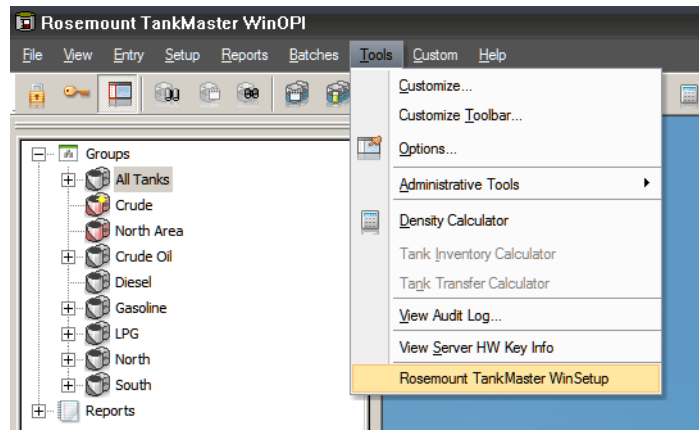 Rosemount TankMaster WinOPI
File View Entry Setup Reports Batches Tools Custom Help
Customize...
Customize Toolbar...
Options...
Administrative Tools
Density Calculator
Tank Inventory Calculator
Tank Transfer Calculator
View Audit Log...
View Server HW Key Info
Rosemount TankMaster WinSetup
Groups
All Tanks
Crude
North Area
Crude Oil
Diesel
Gasoline
LPG
North
South
Reports